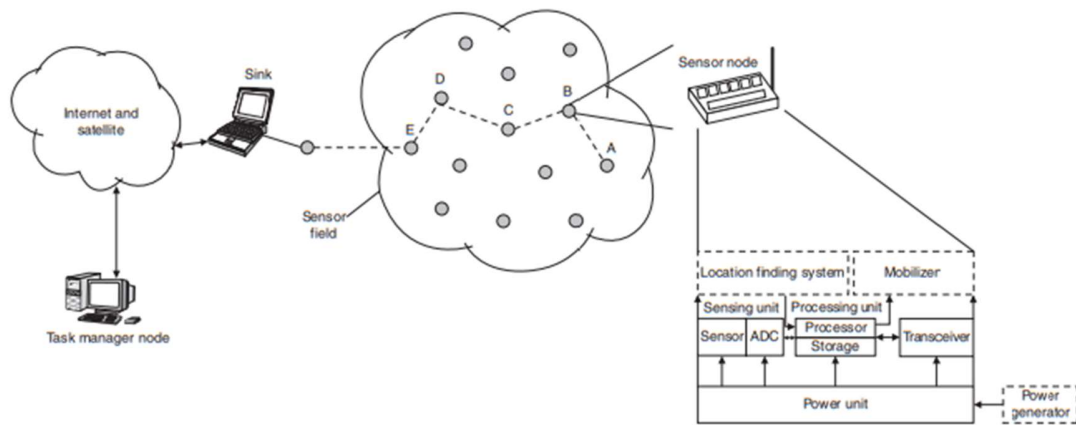 Internet and
satellite
Sink
Task manager node
Sensor
field
D
E
C
B
A
Sensor node
Location finding system
Mobilizer
Sensing unit
Processing unit
Sensor
ADC
Processor
Storage
Transceiver
Power unit
Power
generator